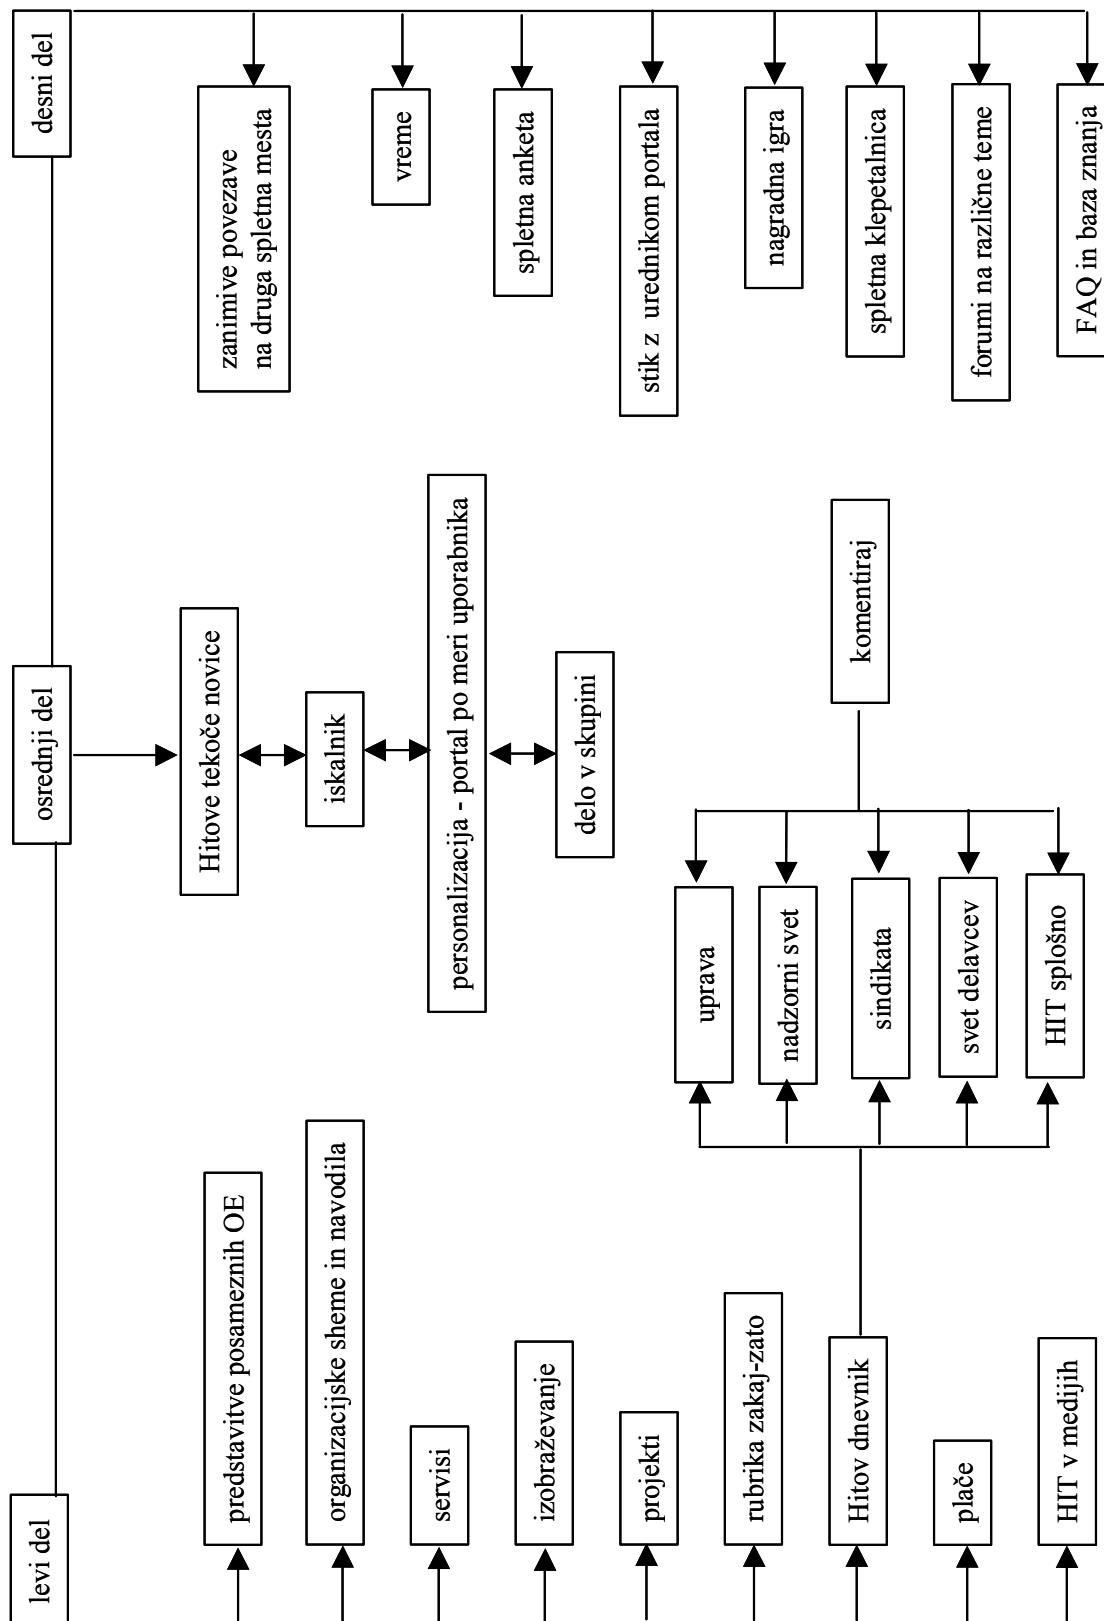 levi del
osrednji del
desni del
predstavitve posameznih OE
organizacijske sheme in navodila
servisi
izobraževanje
projekti
rubrika zakaj-zato
Hitov dnevnik
plače
HIT v medijih
Hitove tekoče novice
iskalnik
personalizacija - portal po meri uporabnika
delo v skupini
uprava
nadzorni svet
sindikata
svet delavcev
HIT splošno
komentiraj
zanimive povezave
na druga spletna mesta
vreme
spletna anketa
stik z urednikom portala
nagradna igra
spletna klepetalnica
forumi na različne teme
FAQ in baza znanja